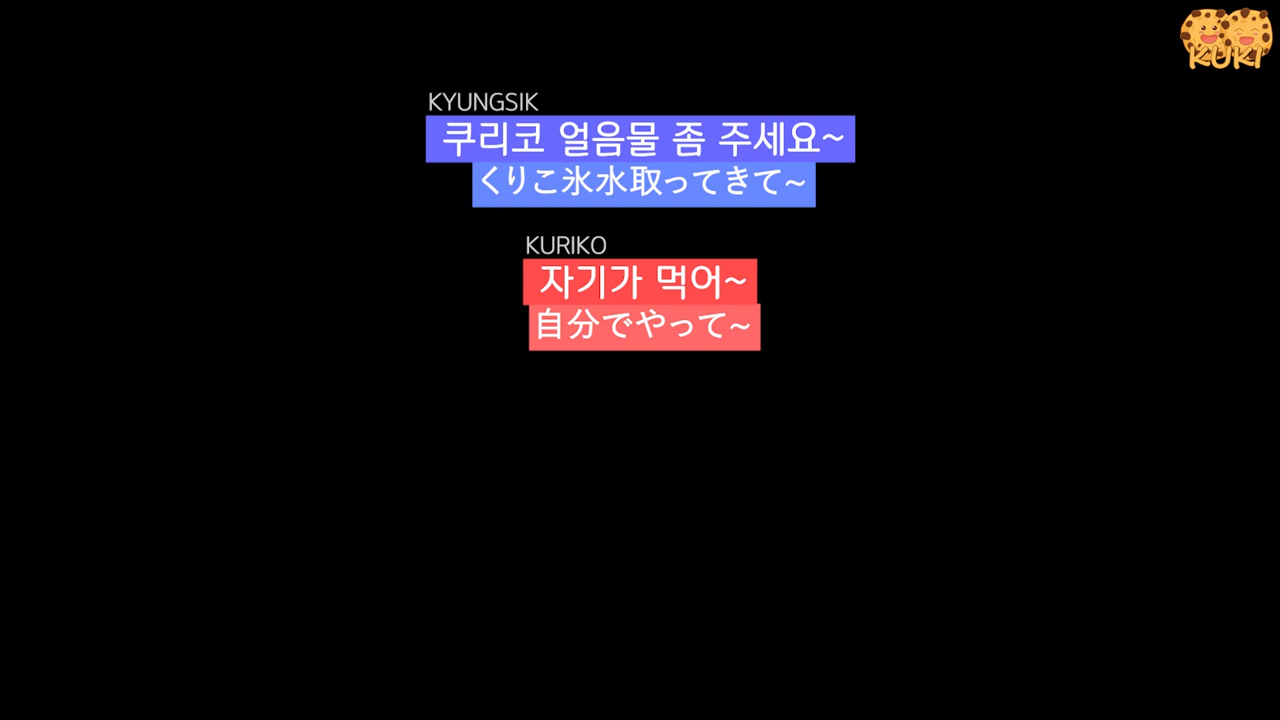 KUKI
KYUNGSIK
쿠리코 얼음물 좀 주세요~
くりこ氷水取ってきて~
KURIKO
자기가 먹어~
自分でやって~